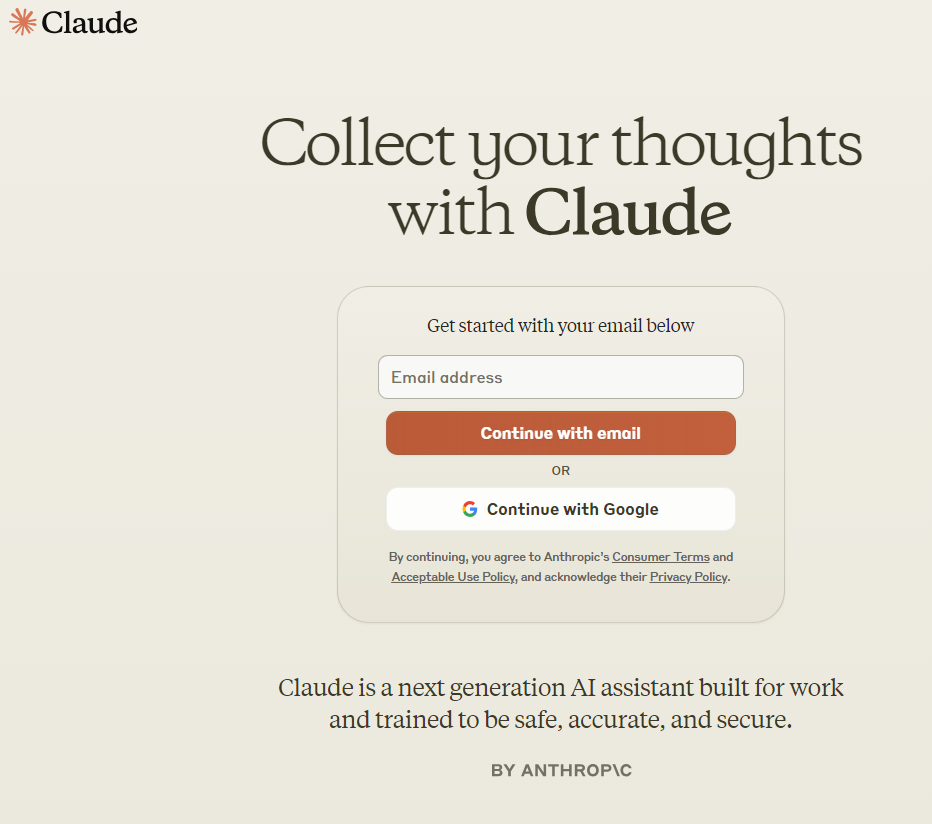 Claude
Collect your thoughts
with Claude
Get started with your email below
Email address
Continue with email
OR
Continue with Google
By continuing, you agree to Anthropic's Consumer Terms and
Acceptable Use Policy, and acknowledge their Privacy Policy.
Claude is a next generation AI assistant built for work
and trained to be safe, accurate, and secure.
BY ANTHROP\C